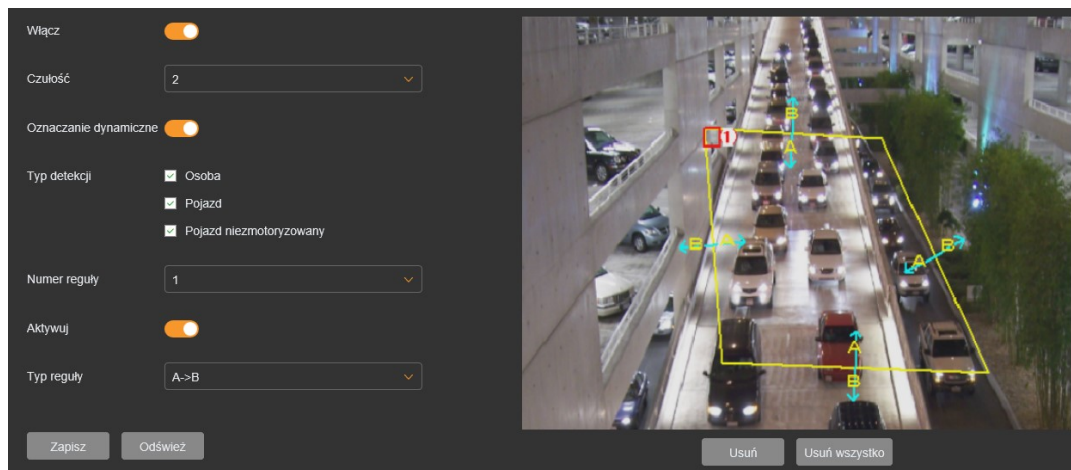 Włącz
Czułość
2
Oznaczanie dynamiczne
Typ detekcji
Osoba
Pojazd
Pojazd niezmotoryzowany
Numer reguły
1
Aktywuj
Typ reguły
A->B
Zapisz Odśwież
1
B
A
B A
A B
A
B
Usuń Usuń wszystko